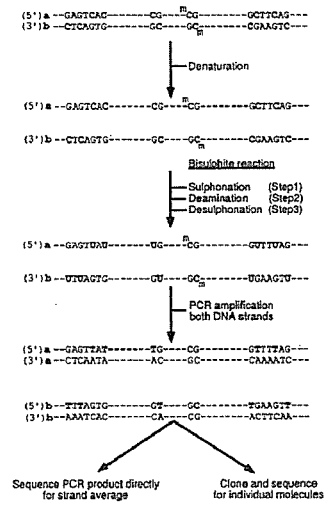 m
(5')a --GAGTCAC------CG----CG-------GCTTCAG---
(3')b --CTCAGTG------GC----GC-------CGAAGTC---
m
Denaturation
m
(5')a --GAGTCAC------CG----CG-------GCTTCAG---
(3')b --CTCAGTG------GC----GC-------CGAAGTC---
m
Bisulphite reaction
Sulphonation (Step1)
Deamination (Step2)
Desulphonation (Step3)
m
(5')a --GAGTUAU------UG----CG-------GUTTUAG---
(3')b --UTUAGTG------GU----GC-------UGAAGTU---
m
PCR amplification
both DNA strands
(5')a --GAGTTAT------TG----CG-------GTTTTAG---
(3')a --CTCAATA------AC----GC-------CAAAATC---
(5')b --TTTAGTG------GT----GC-------TGAAGTT---
(3')b --AAATCAC------CA----CG-------ACTTCAA---
Sequence PCR product directly
for strand average
Clone and sequence
for individual molecules